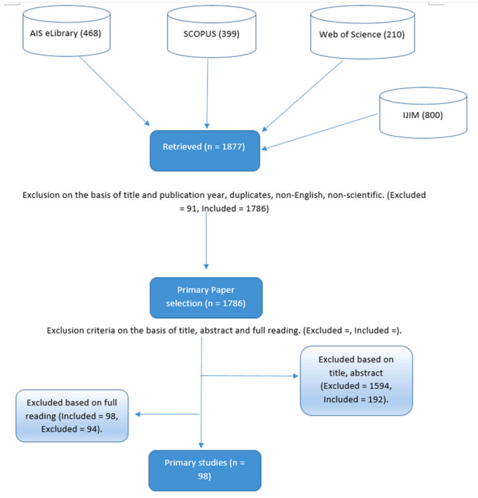 AIS eLibrary (468)
SCOPUS (399)
Web of Science (210)
IJIM (800)
Retrieved (n = 1877)
Exclusion on the basis of title and publication year, duplicates, non-English, non-scientific. (Excluded
= 91, Included = 1786)
Primary Paper
selection (n = 1786)
Exclusion criteria on the basis of title, abstract and full reading. (Excluded =, Included =).
Excluded based on
title, abstract
(Excluded = 1594,
Included = 192).
Excluded based on full
reading (Included = 98,
Excluded = 94).
Primary studies (n =
98)